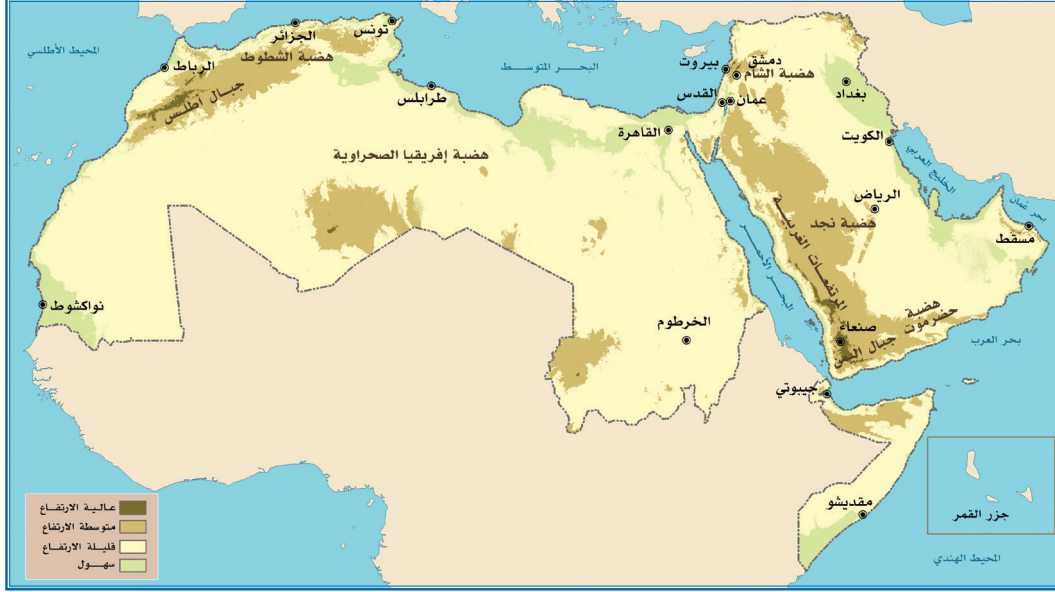 المحيط الأطلسي
البحر المتوسط
الجزائر
تونس
هضبة الشطوط
الرباط
جبال أطلس
طرابلس
بيروت
دمشق
هضبة الشام
القدس
عمان
بغداد
القاهرة
الكويت
الخليج العربي
هضبة إفريقيا الصحراوية
الرياض
هضبة نجد
المرتفعات الغربية
البحر الأحمر
بحر عُمان
مسقط
نواكشوط
الخرطوم
صنعاء
هضبة
حضرموت
جبال اليمن
بحر العرب
جيبوتي
مقديشو
جزر القمر
المحيط الهندي
عالية الارتفاع
متوسطة الارتفاع
قليلة الارتفاع
سهول